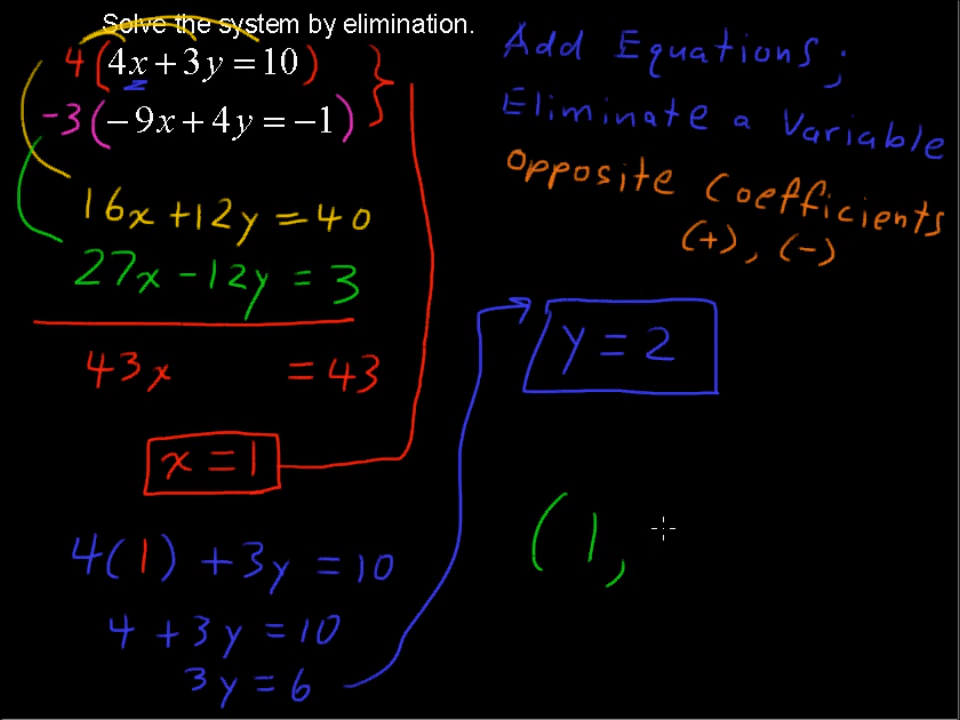 Solve the system by elimination.
4(4x + 3y = 10)
-3(-9x + 4y = -1)
16x + 12y = 40
27x - 12y = 3
43x = 43
x = 1
4(1) + 3y = 10
4 + 3y = 10
3y = 6
Add Equations;
Eliminate a Variable
Opposite Coefficients
(+), (-)
y = 2
(1,